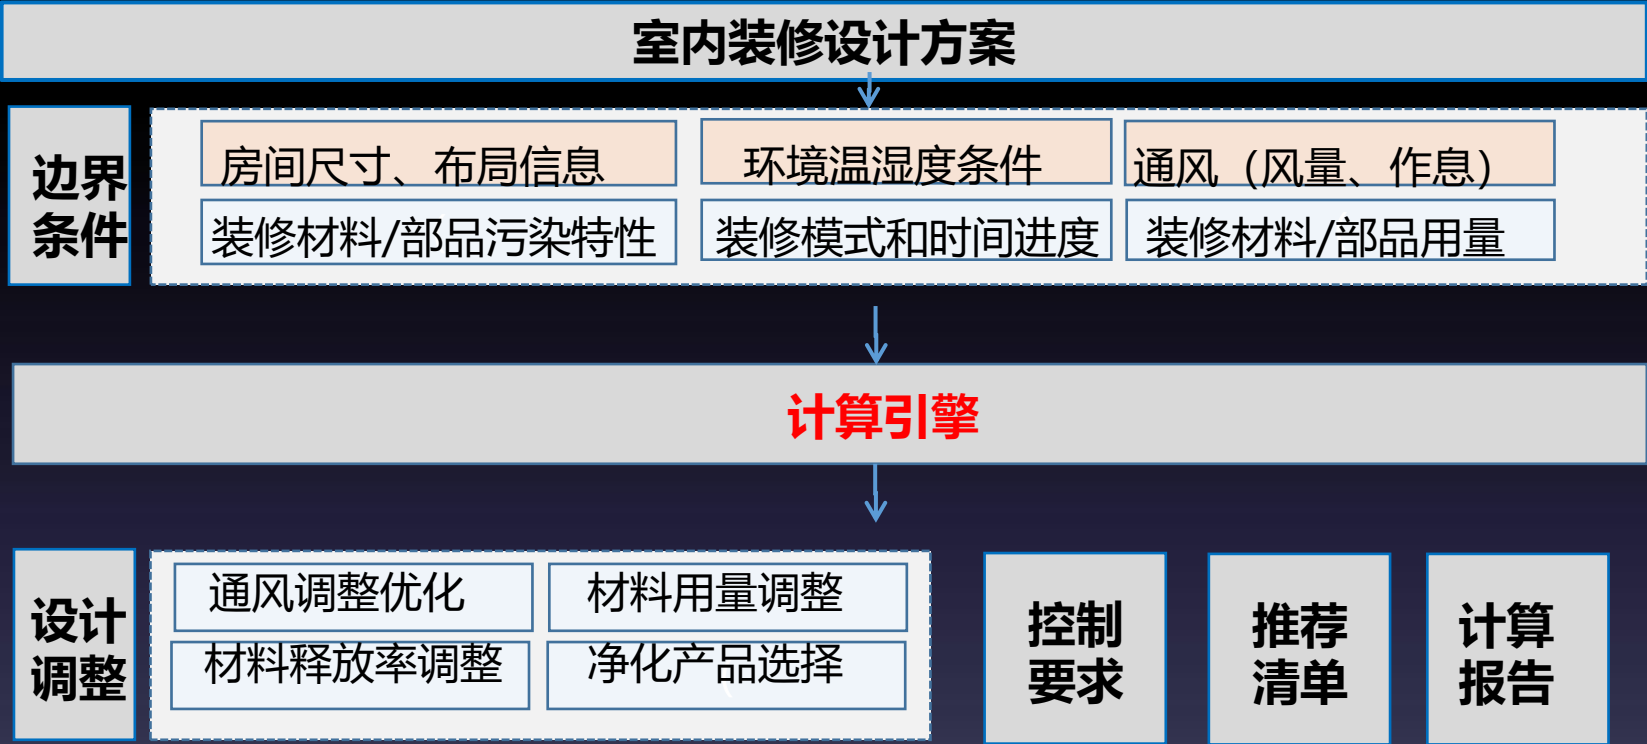 室内装修设计方案
边界
条件
房间尺寸、布局信息
环境温湿度条件
通风（风量、作息）
装修材料/部品污染特性
装修模式和时间进度
装修材料/部品用量
计算引擎
设计
调整
通风调整优化
材料用量调整
材料释放率调整
净化产品选择
控制
要求
推荐
清单
计算
报告